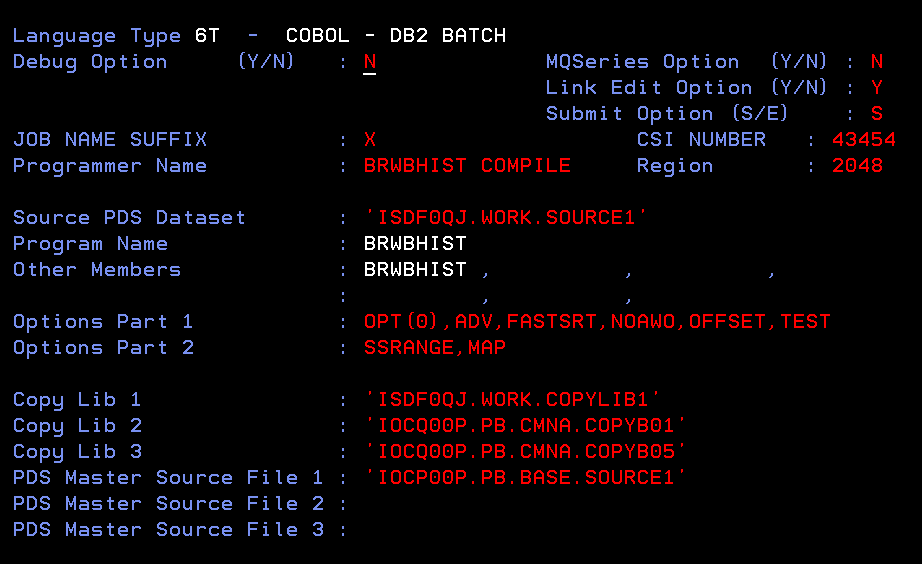 Language Type 6T - COBOL - DB2 BATCH
Debug Option (Y/N) : N MQSeries Option (Y/N) : N
Link Edit Option (Y/N) : Y
Submit Option (S/E) : S
JOB NAME SUFFIX : X CSI NUMBER : 43454
Programmer Name : BRWBHIST COMPILE Region : 2048
Source PDS Dataset : 'ISDF0QJ.WORK.SOURCE1'
Program Name : BRWBHIST
Other Members : BRWBHIST , , ,
: , ,
Options Part 1 : OPT(0),ADV,FASTSRT,NOAWO,OFFSET,TEST
Options Part 2 : SSRANGE,MAP
Copy Lib 1 : 'ISDF0QJ.WORK.COPYLIB1'
Copy Lib 2 : 'IOCQ00P.PB.CMNA.COPYB01'
Copy Lib 3 : 'IOCQ00P.PB.CMNA.COPYB05'
PDS Master Source File 1 : 'IOCP00P.PB.BASE.SOURCE1'
PDS Master Source File 2 :
PDS Master Source File 3 :